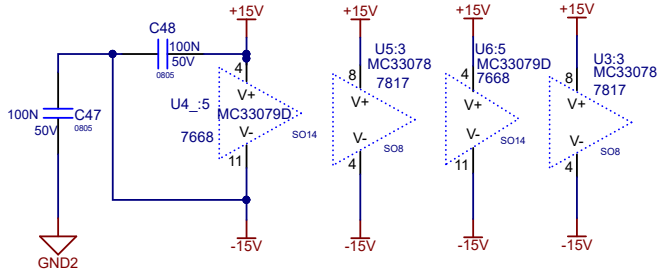 +15V
+15V
+15V
+15V
C48
100N
50V
0805
C47
100N
50V
0805
GND2
4
V+
U4_:5
MC33079D
7668
V-
11
SO14
-15V
U5:3
MC33078
7817
8
V+
V-
4
SO8
-15V
U6:5
MC33079D
7668
4
V+
V-
11
SO14
-15V
U3:3
MC33078
7817
8
V+
V-
4
SO8
-15V